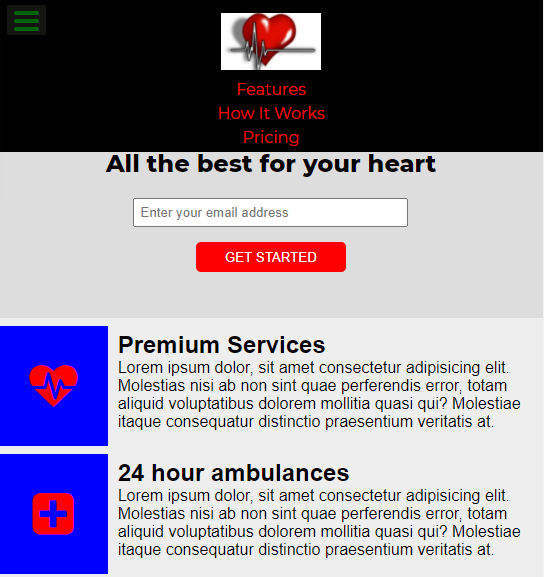 Features
How It Works
Pricing
All the best for your heart
Enter your email address
GET STARTED
Premium Services
Lorem ipsum dolor, sit amet consectetur adipisicing elit.
Molestias nisi ab non sint quae perferendis error, totam
aliquid voluptatibus dolorem mollitia quasi qui? Molestiae
itaque consequatur distinctio praesentium veritatis at.
24 hour ambulances
Lorem ipsum dolor, sit amet consectetur adipisicing elit.
Molestias nisi ab non sint quae perferendis error, totam
aliquid voluptatibus dolorem mollitia quasi qui? Molestiae
itaque consequatur distinctio praesentium veritatis at.